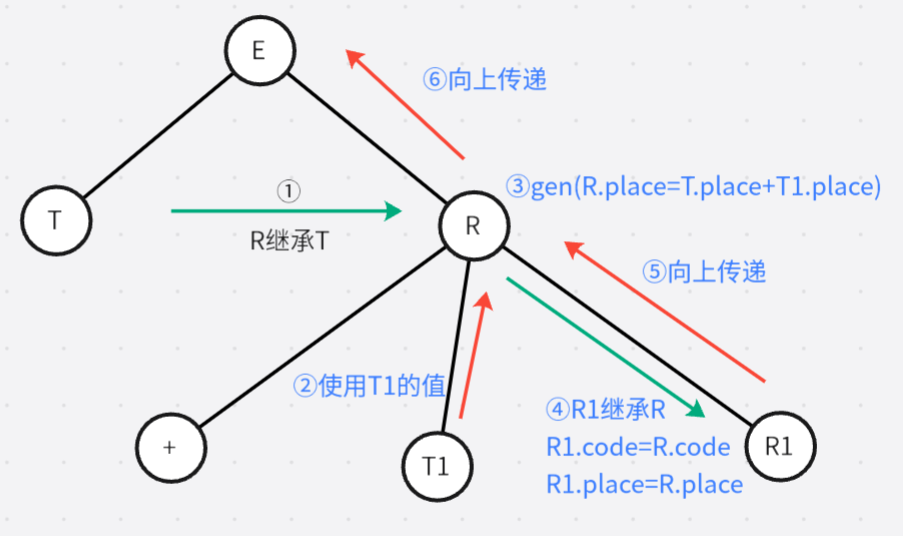 E
⑥向上传递
③gen(R.place=T.place+T1.place)
①
T
R
R继承T
⑤向上传递
②使用T1的值
④R1继承R
R1.code=R.code
R1.place=R.place
+
T1
R1